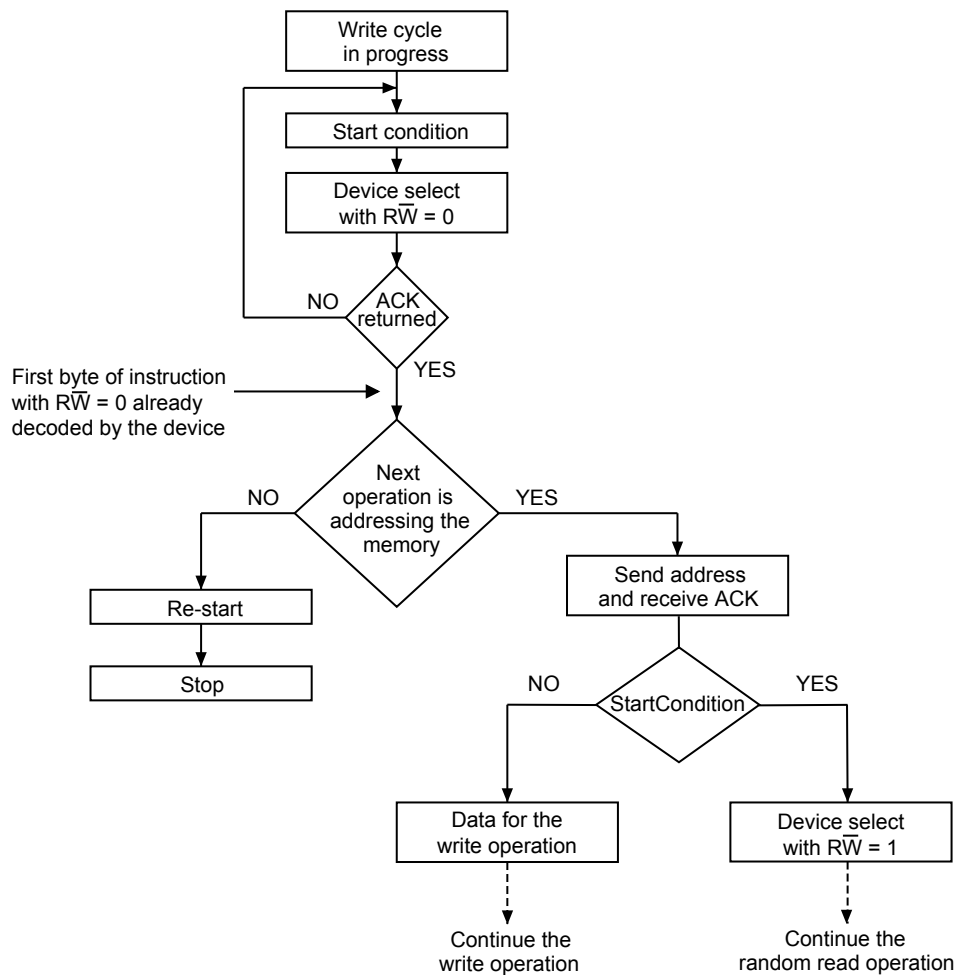 Write cycle
in progress
Start condition
Device select
with RW̅ = 0
NO
ACK
returned
YES
First byte of instruction
with RW̅ = 0 already
decoded by the device
Next
operation is
addressing the
memory
NO
YES
Re-start
Stop
Send address
and receive ACK
StartCondition
NO
YES
Data for the
write operation
Device select
with RW̅ = 1
Continue the
write operation
Continue the
random read operation